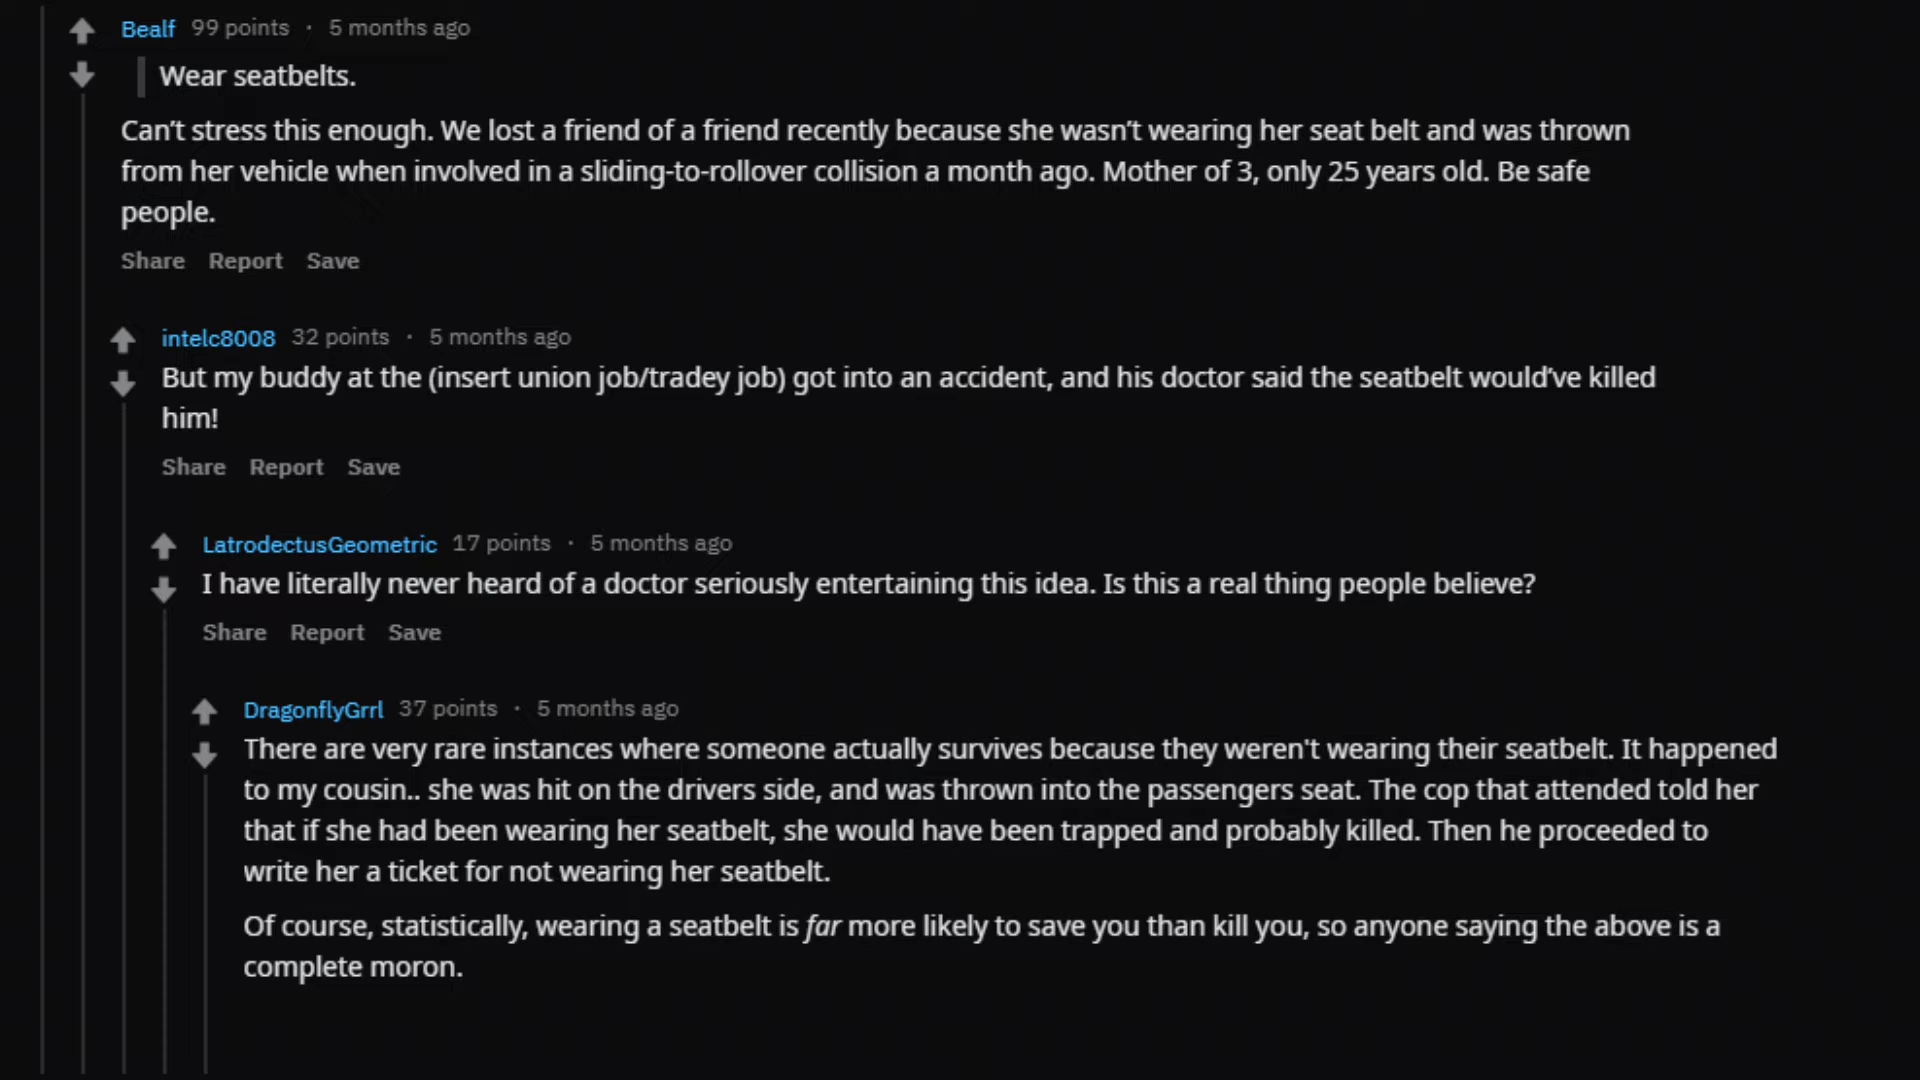 Bealf 99 points · 5 months ago
Wear seatbelts.
Can't stress this enough. We lost a friend of a friend recently because she wasn't wearing her seat belt and was thrown
from her vehicle when involved in a sliding-to-rollover collision a month ago. Mother of 3, only 25 years old. Be safe
people.
Share Report Save
intelc8008 32 points · 5 months ago
But my buddy at the (insert union job/tradey job) got into an accident, and his doctor said the seatbelt would've killed
him!
Share Report Save
LatrodectusGeometric 17 points · 5 months ago
I have literally never heard of a doctor seriously entertaining this idea. Is this a real thing people believe?
Share Report Save
DragonflyGrrl 37 points · 5 months ago
There are very rare instances where someone actually survives because they weren't wearing their seatbelt. It happened
to my cousin.. she was hit on the drivers side, and was thrown into the passengers seat. The cop that attended told her
that if she had been wearing her seatbelt, she would have been trapped and probably killed. Then he proceeded to
write her a ticket for not wearing her seatbelt.
Of course, statistically, wearing a seatbelt is far more likely to save you than kill you, so anyone saying the above is a
complete moron.